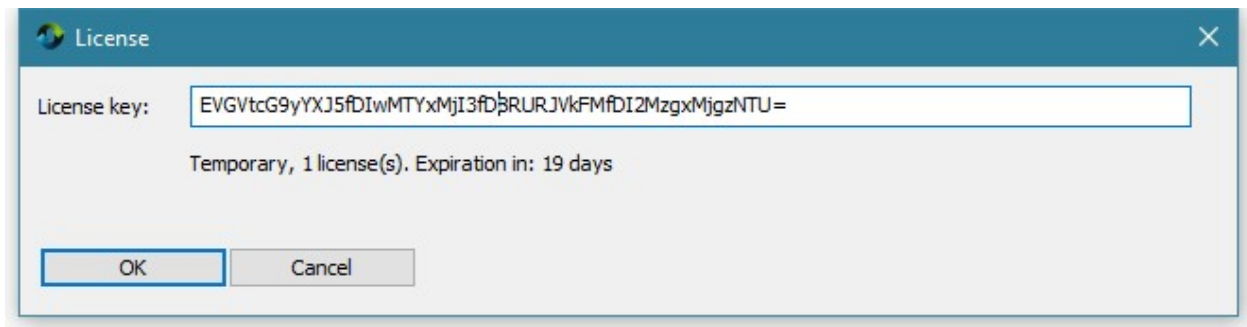 License
License key:
EVGVtcG9yYXJ5fDIwMTYxMjI3fDBRURJVkFMfDI2MzgxMjgzNTU=
Temporary, 1 license(s). Expiration in: 19 days
OK
Cancel